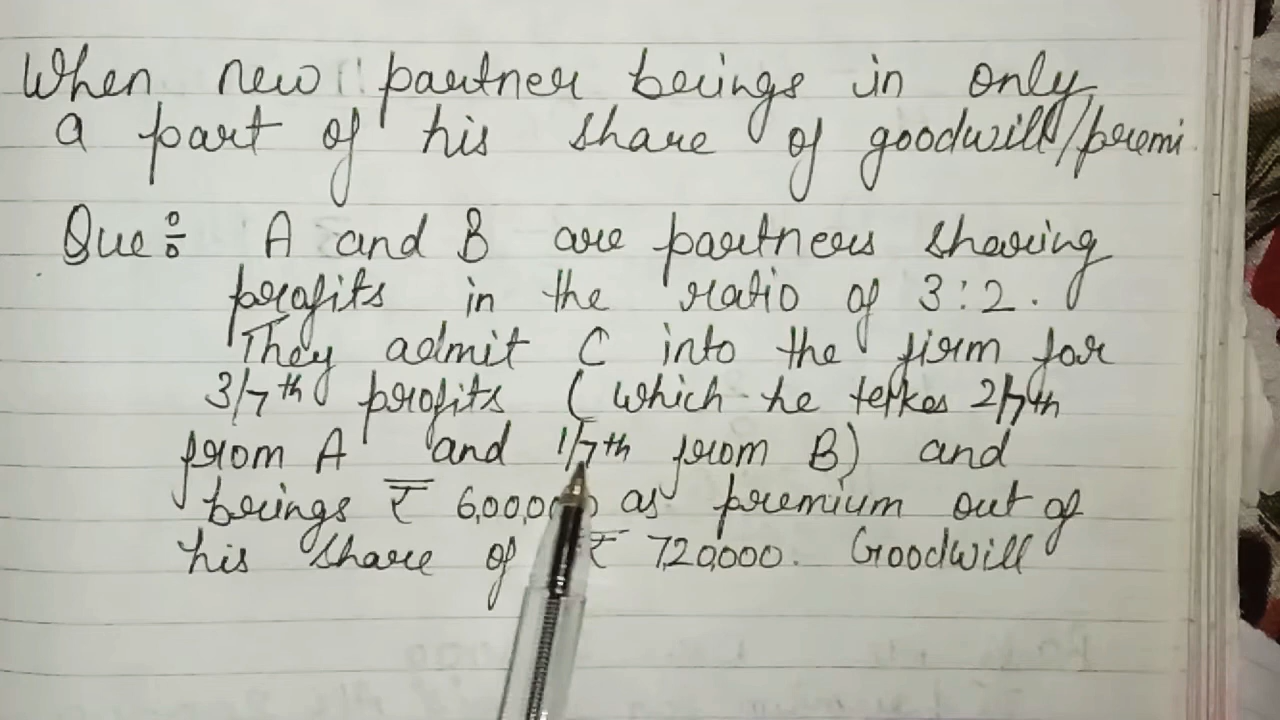 When new partner brings in only
a part of his share of goodwill/premi
Que: A and B are partners sharing
profits in the ratio of 3:2.
They admit C into the firm for
3/7th profits (which he takes 2/7th
from A and 1/7th from B) and
brings ₹ 6,00,000 as premium out of
his share of ₹ 7,20,000. Goodwill